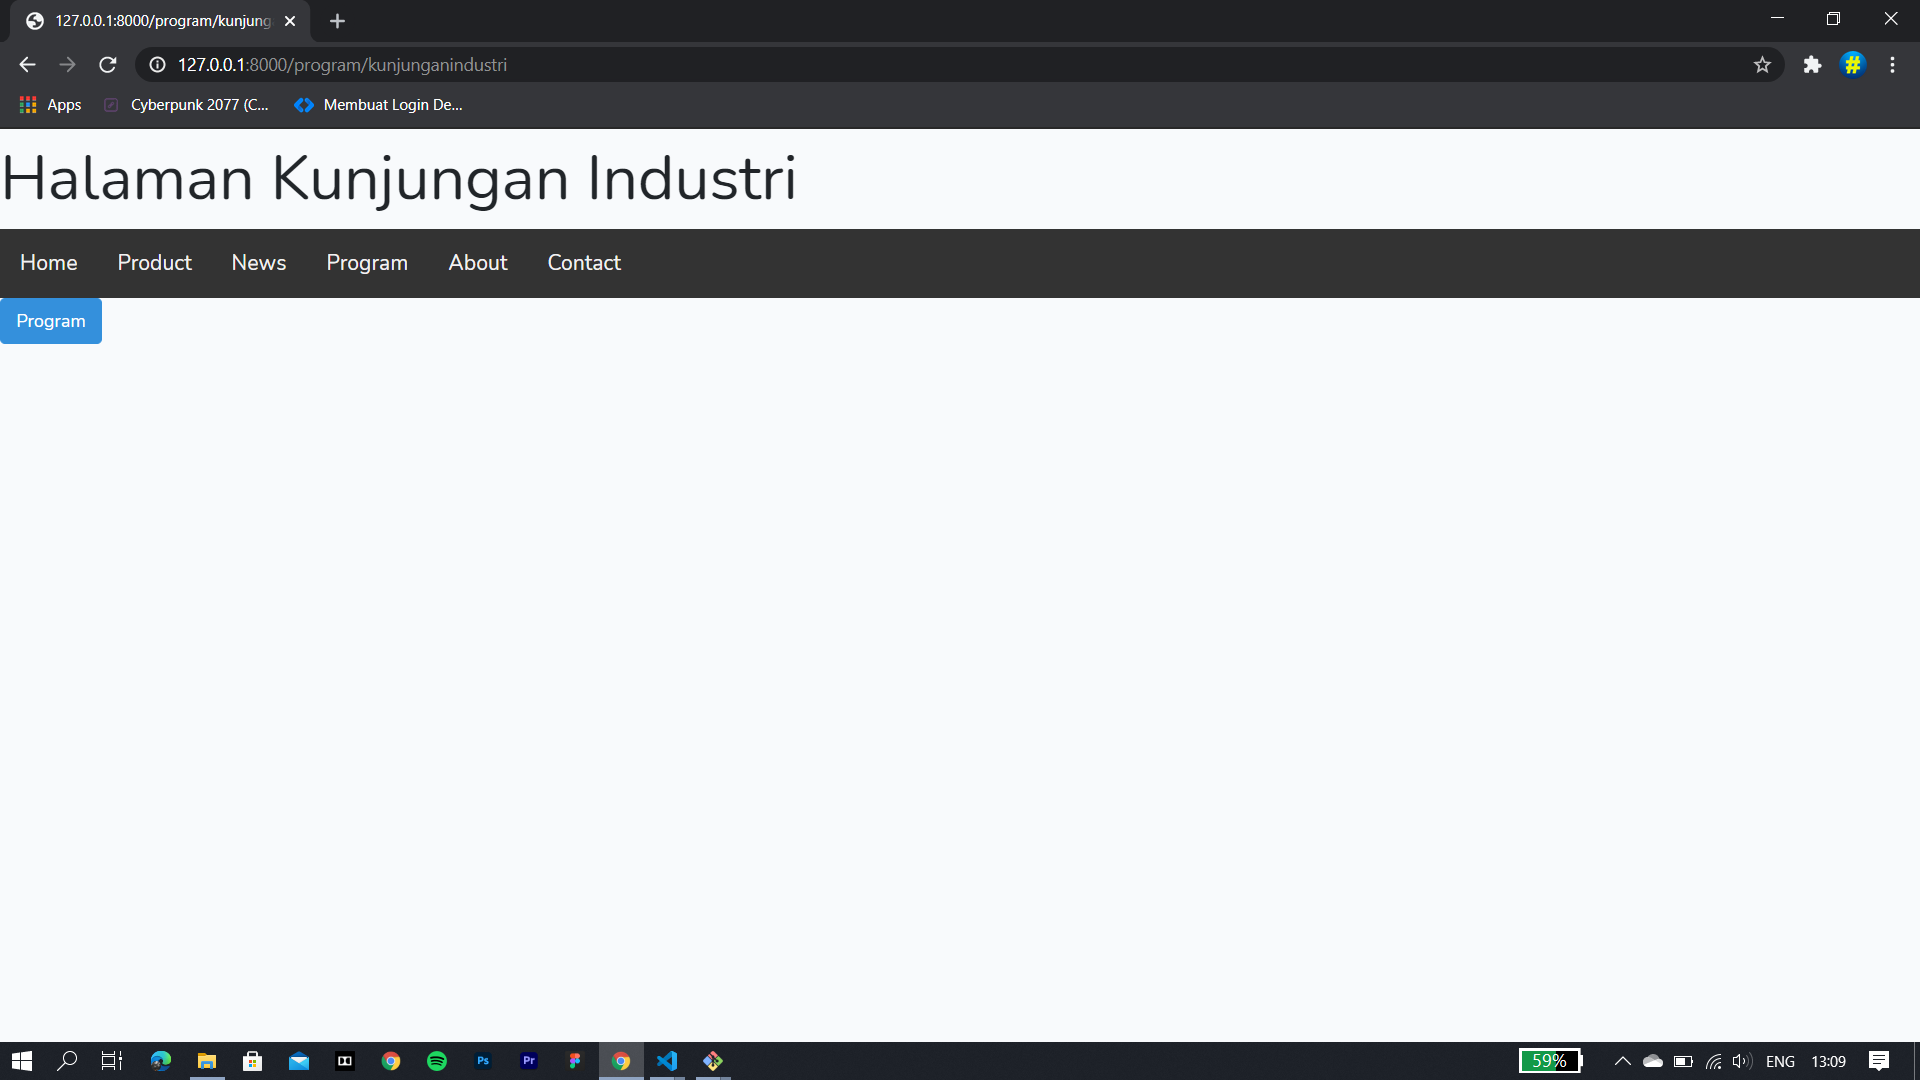 127.0.0.1:8000/program/kunjung
127.0.0.1:8000/program/kunjunganindustri
Apps
Cyberpunk 2077 (C...
Membuat Login De...
Halaman Kunjungan Industri
Home Product News Program About Contact
Program
Ps Pr
59% ENG 13:09